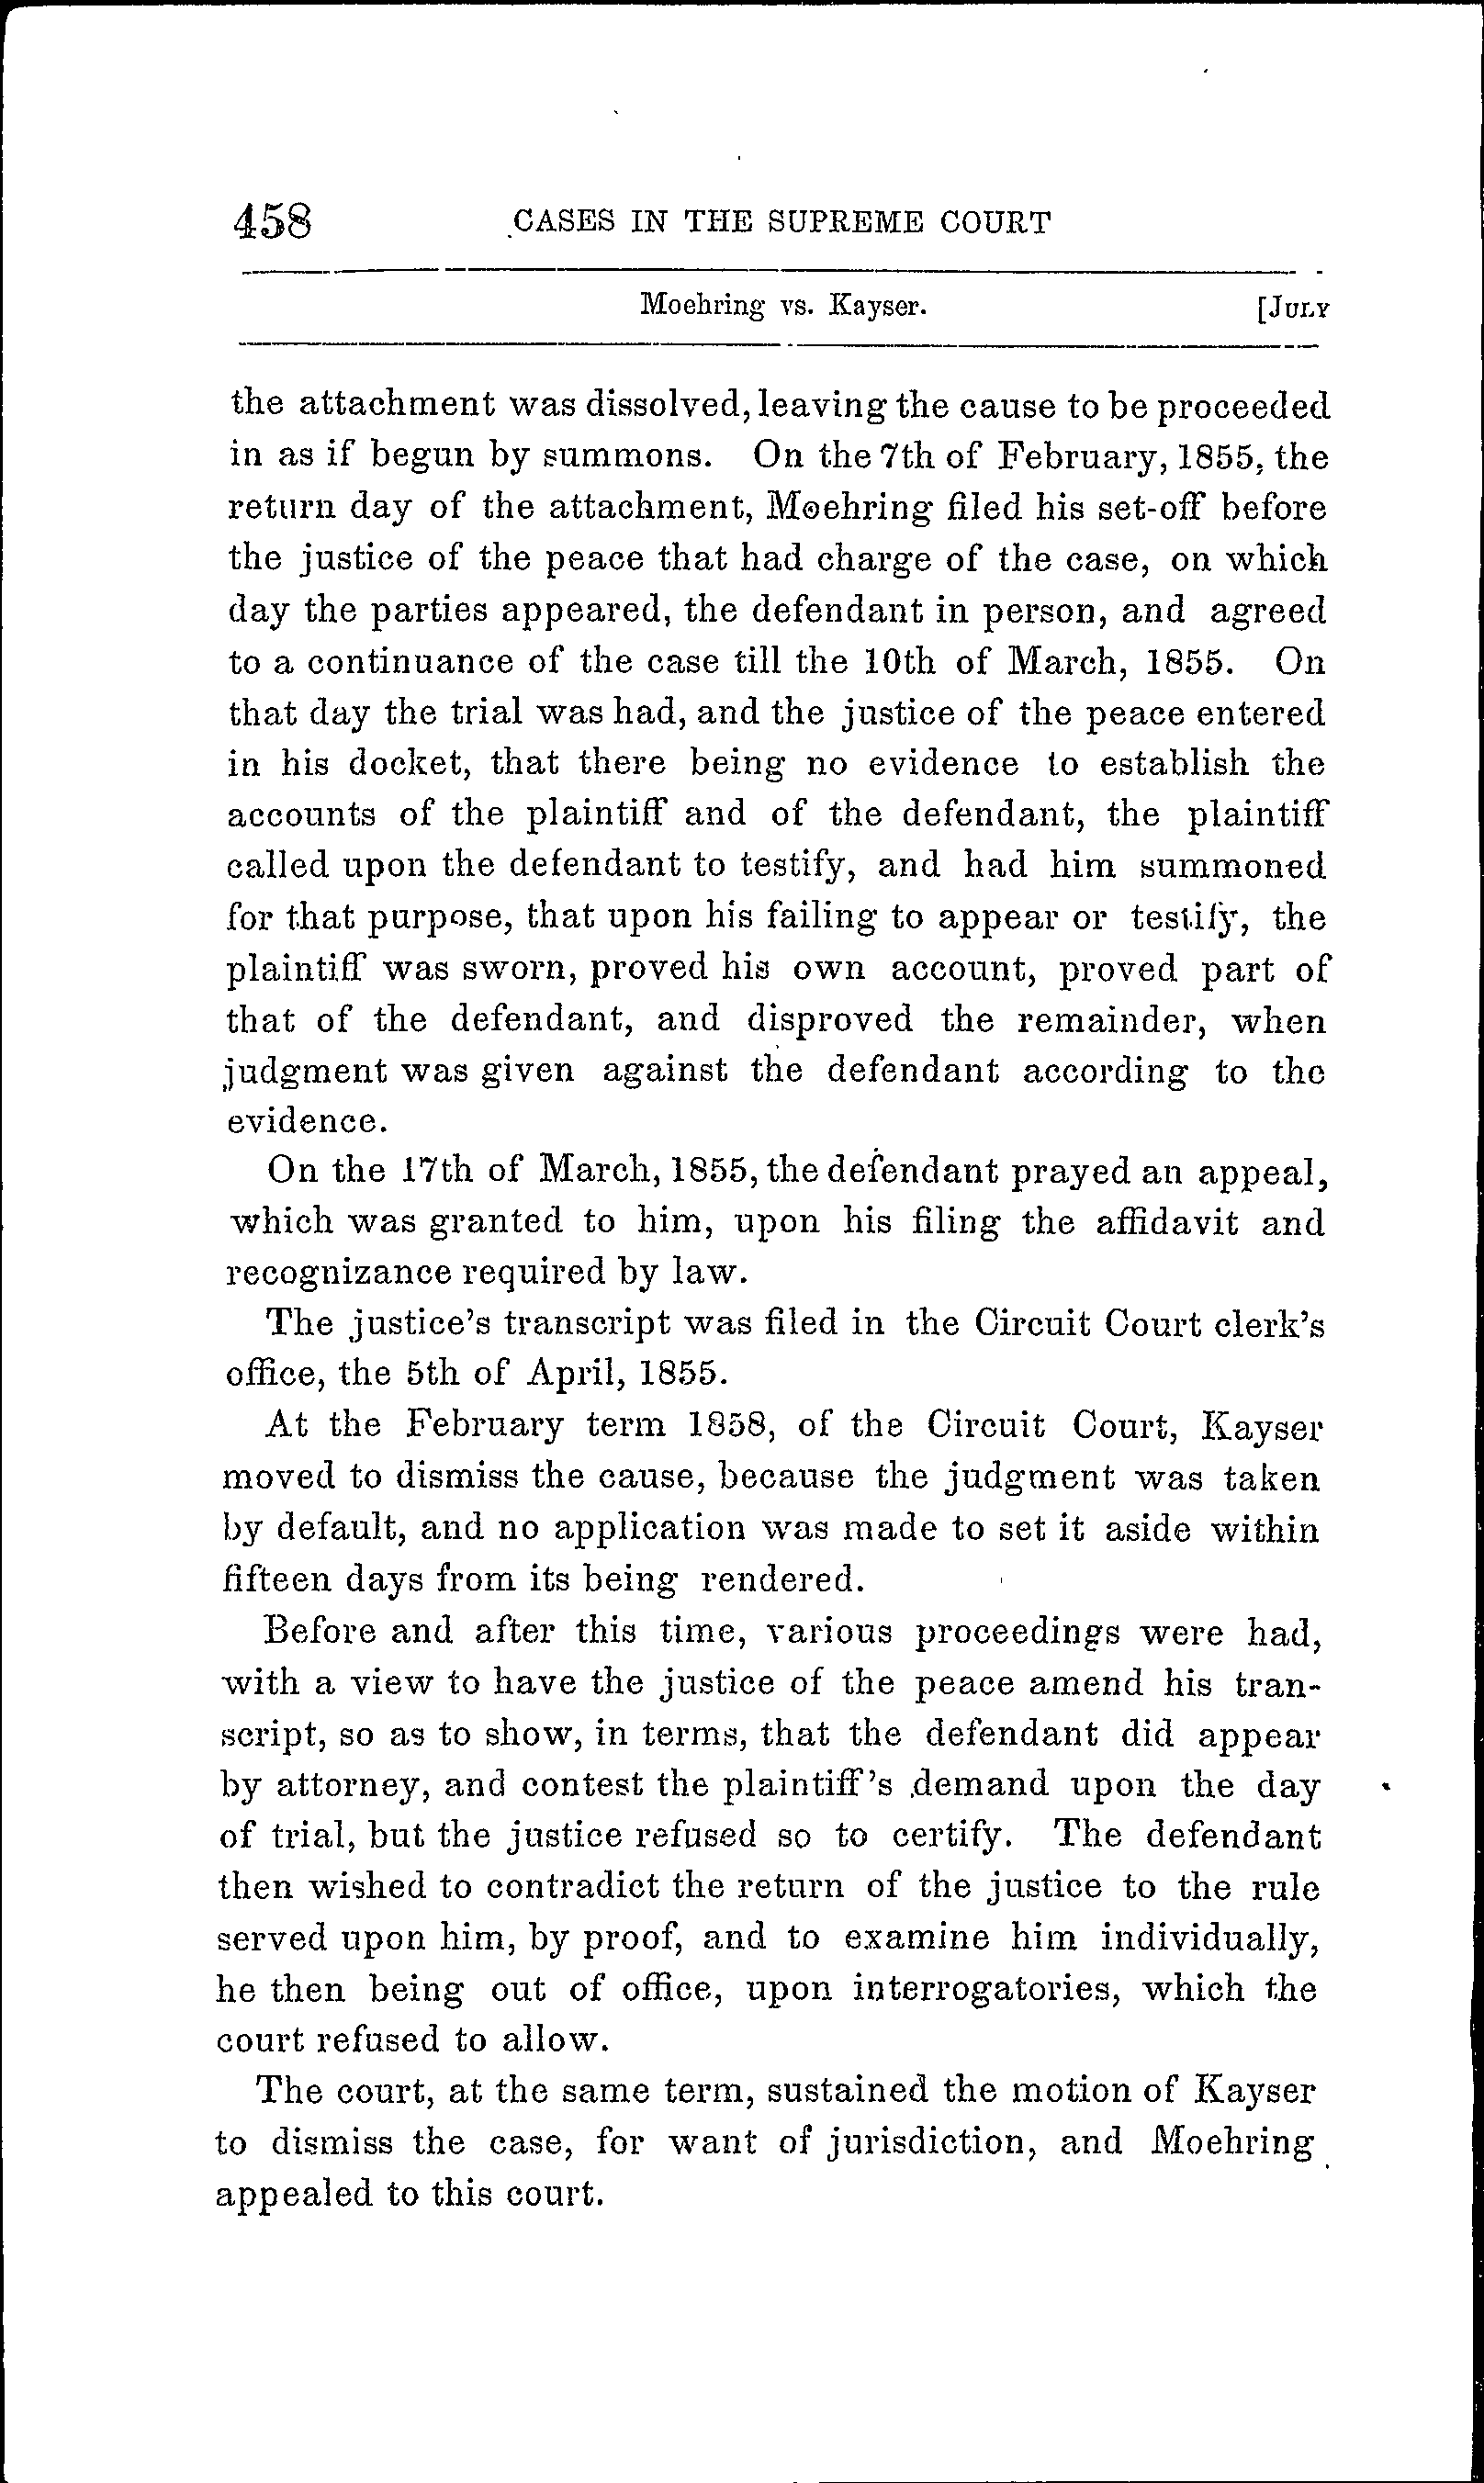 458 CASES IN THE SUPREME COURT
Moehring vs. Kayser. [JULY
the attachment was dissolved, leaving the cause to be proceeded
in as if begun by summons. On the 7th of February, 1855, the
return day of the attachment, Moehring filed his set-off before
the justice of the peace that had charge of the case, on which
day the parties appeared, the defendant in person, and agreed
to a continuance of the case till the 10th of March, 1855. On
that day the trial was had, and the justice of the peace entered
in his docket, that there being no evidence to establish the
accounts of the plaintiff and of the defendant, the plaintiff
called upon the defendant to testify, and had him summoned
for that purpose, that upon his failing to appear or testify, the
plaintiff was sworn, proved his own account, proved part of
that of the defendant, and disproved the remainder, when
judgment was given against the defendant according to the
evidence.
On the 17th of March, 1855, the defendant prayed an appeal,
which was granted to him, upon his filing the affidavit and
recognizance required by law.
The justice's transcript was filed in the Circuit Court clerk's
office, the 5th of April, 1855.
At the February term 1858, of the Circuit Court, Kayser
moved to dismiss the cause, because the judgment was taken
by default, and no application was made to set it aside within
fifteen days from its being rendered.
Before and after this time, various proceedings were had,
with a view to have the justice of the peace amend his tran-
script, so as to show, in terms, that the defendant did appear
by attorney, and contest the plaintiff's demand upon the day
of trial, but the justice refused so to certify. The defendant
then wished to contradict the return of the justice to the rule
served upon him, by proof, and to examine him individually,
he then being out of office, upon interrogatories, which the
court refused to allow.
The court, at the same term, sustained the motion of Kayser
to dismiss the case, for want of jurisdiction, and Moehring
appealed to this court.